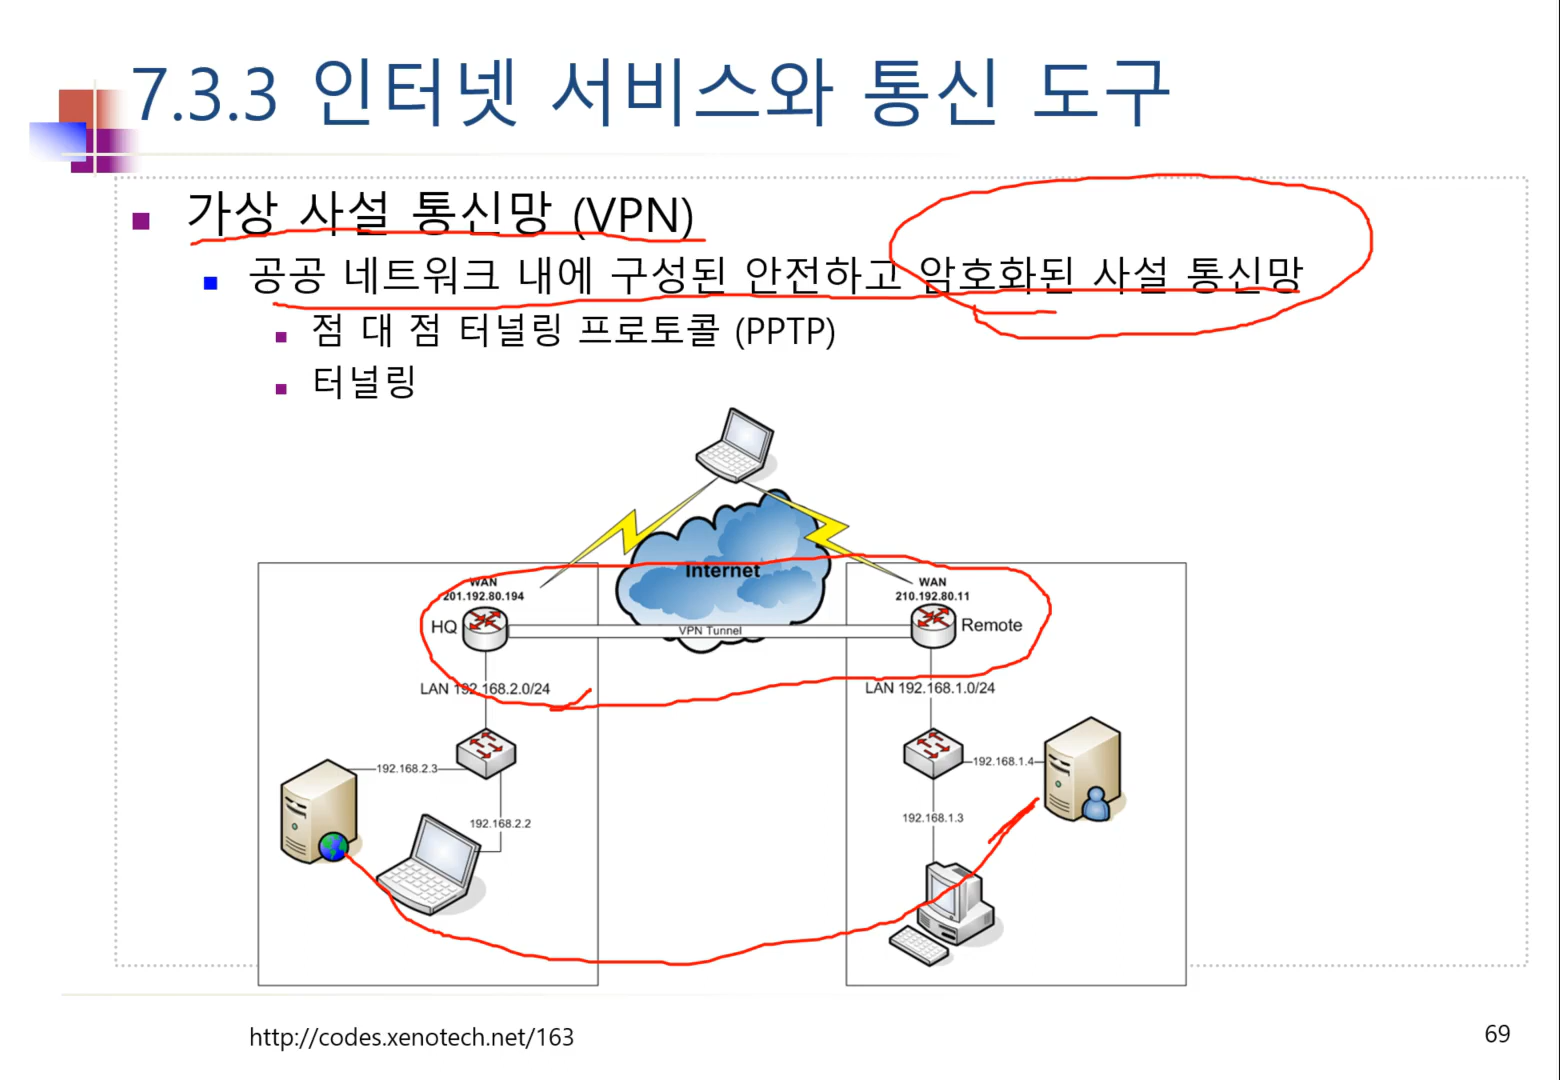 7.3.3 인터넷 서비스와 통신 도구
가상 사설 통신망 (VPN)
공공 네트워크 내에 구성된 안전하고 암호화된 사설 통신망
점 대 점 터널링 프로토콜 (PPTP)
터널링
Internet
WAN
201.192.80.194
WAN
210.192.80.11
HQ
VPN Tunnel
Remote
LAN 192.168.2.0/24
LAN 192.168.1.0/24
192.168.2.3
192.168.1.4
192.168.2.2
192.168.1.3
http://codes.xenotech.net/163
69